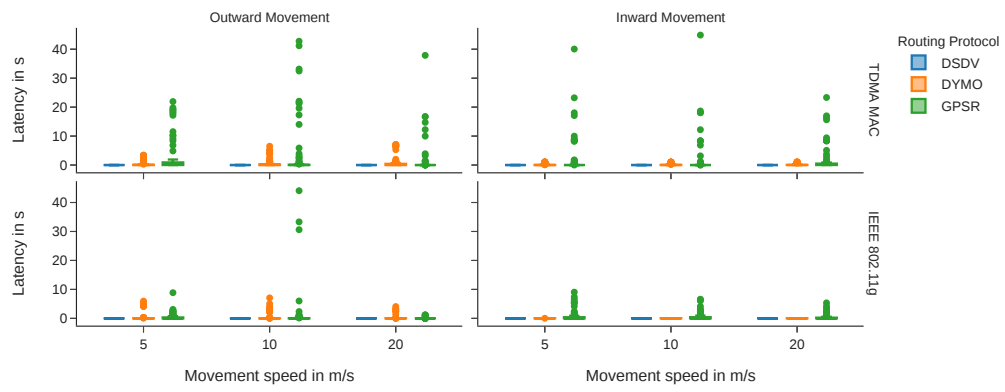 Outward Movement
Inward Movement
Routing Protocol
DSDV
DYMO
GPSR
Latency in s
40
30
20
10
0
TDMA MAC
Latency in s
40
30
20
10
0
IEEE 802.11g
5
10
20
5
10
20
Movement speed in m/s
Movement speed in m/s